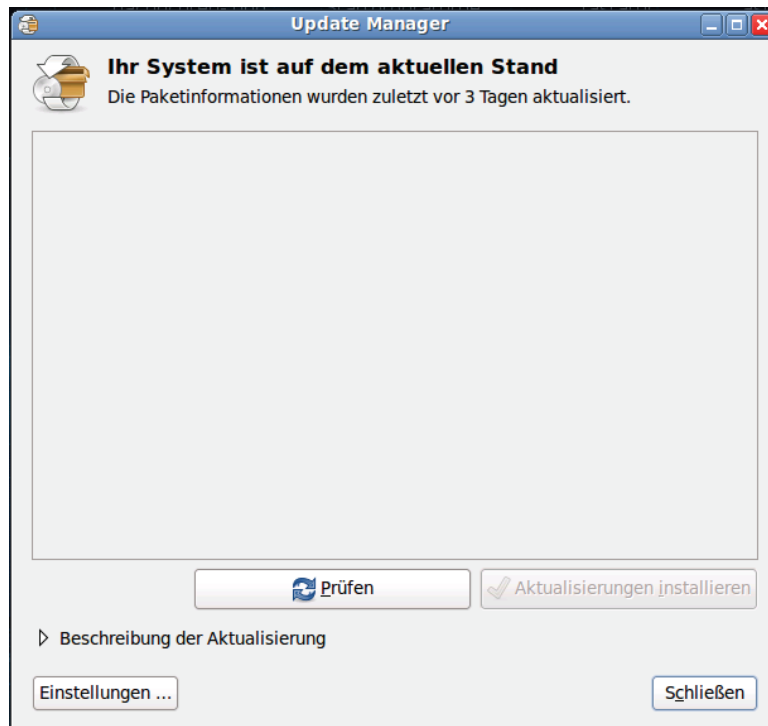 Update Manager
Ihr System ist auf dem aktuellen Stand
Die Paketinformationen wurden zuletzt vor 3 Tagen aktualisiert.
Prüfen
Aktualisierungen installieren
Beschreibung der Aktualisierung
Einstellungen ...
Schließen